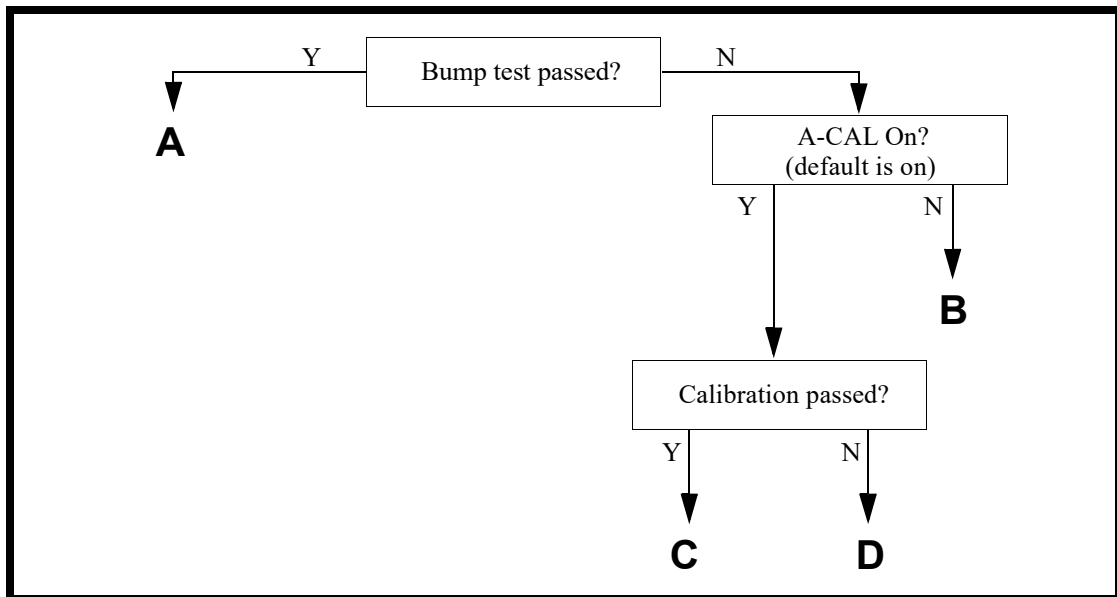 Y
Bump test passed?
N
A
A-CAL On?
(default is on)
Y
N
B
Calibration passed?
Y
N
C
D